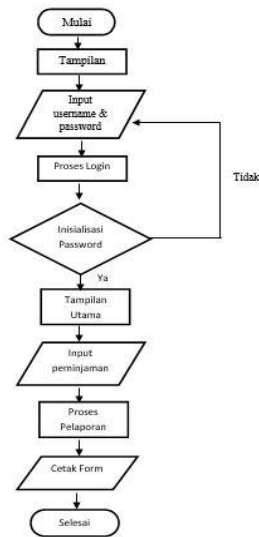 Mulai
Tampilan
Input
username &
password
Proses Login
Tidak
Inisialisasi
Password
Ya
Tampilan
Utama
Input
peminjaman
Proses
Pelaporan
Cetak Form
Selesai